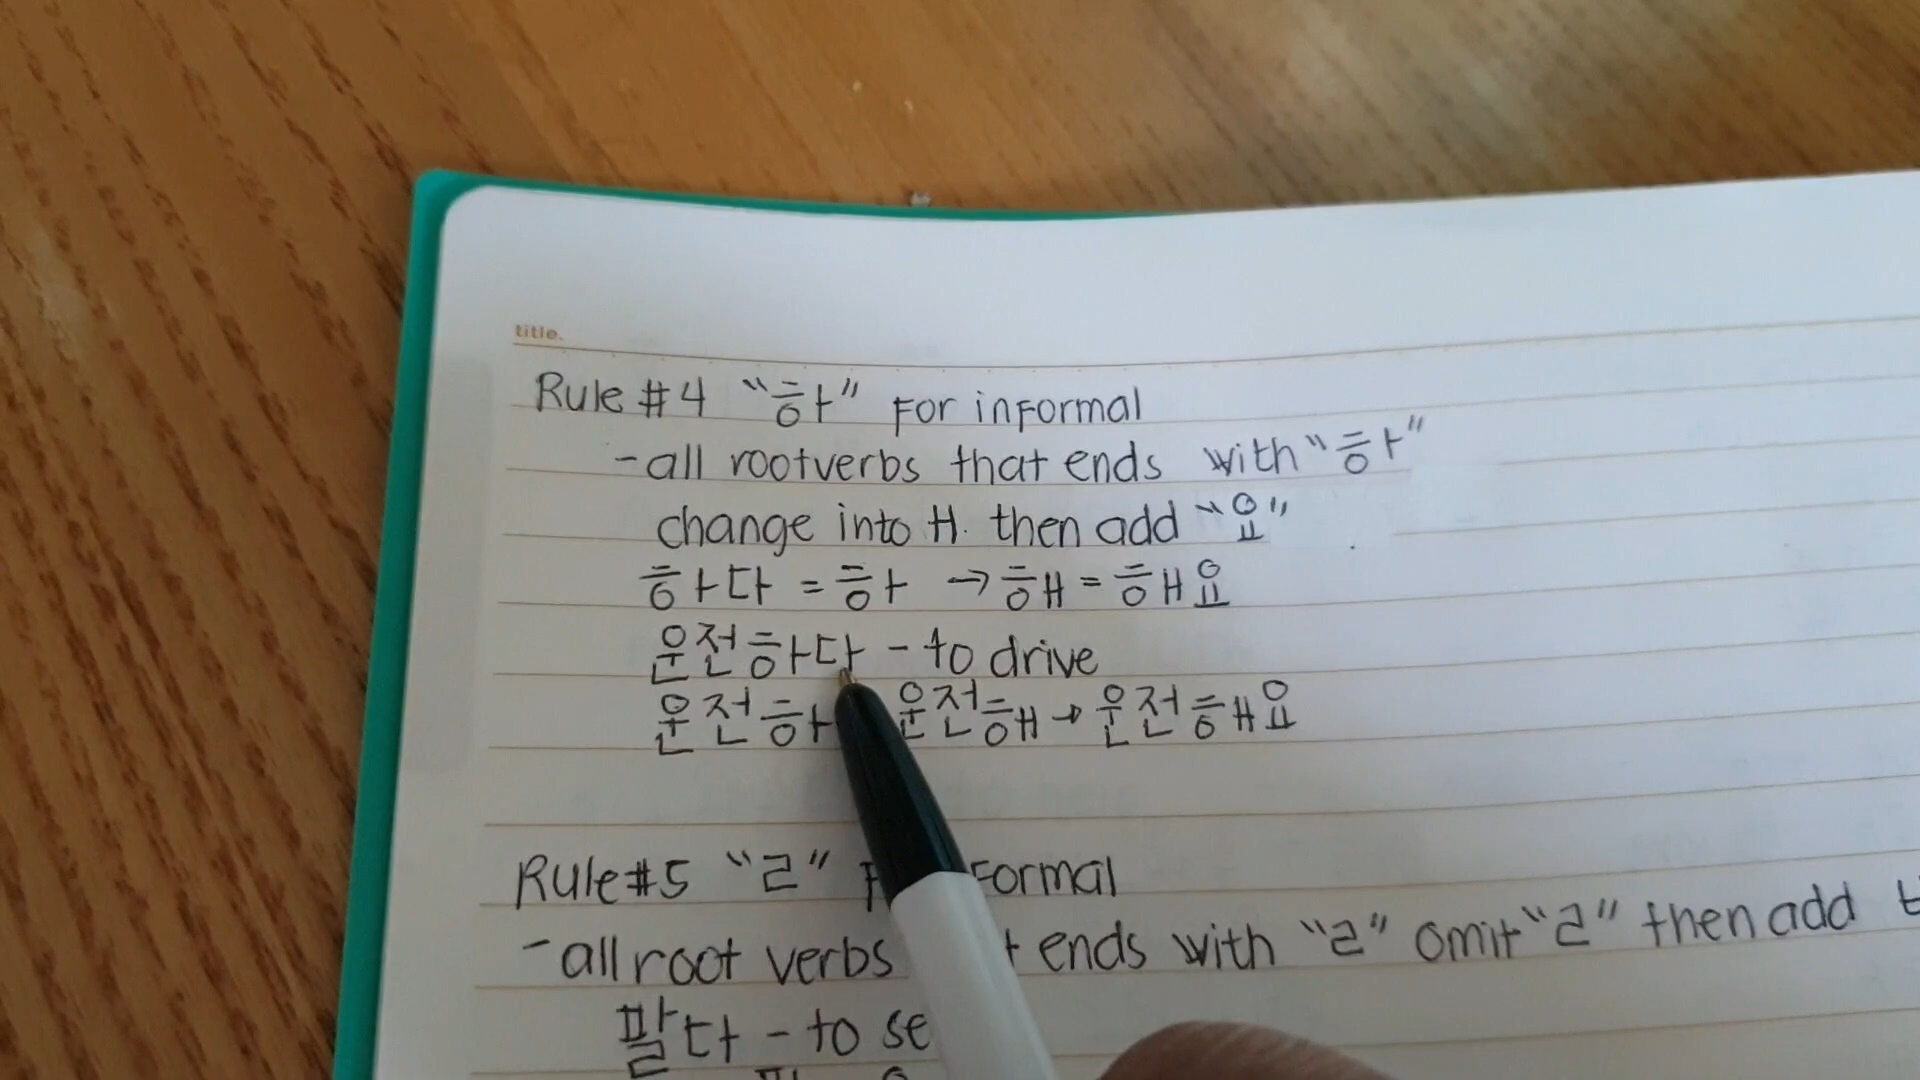 title.
Rule #4 "하" For informal
-all rootverbs that ends with "하"
change into ㅐ. then add "요"
하다 = 하 → 해 = 해요
운전하다 - to drive
운전하 운전해 → 운전해요
Rule #5 "ㄹ" formal
-all root verbs ends with "ㄹ" omit "ㄹ" then add
팔다 - to